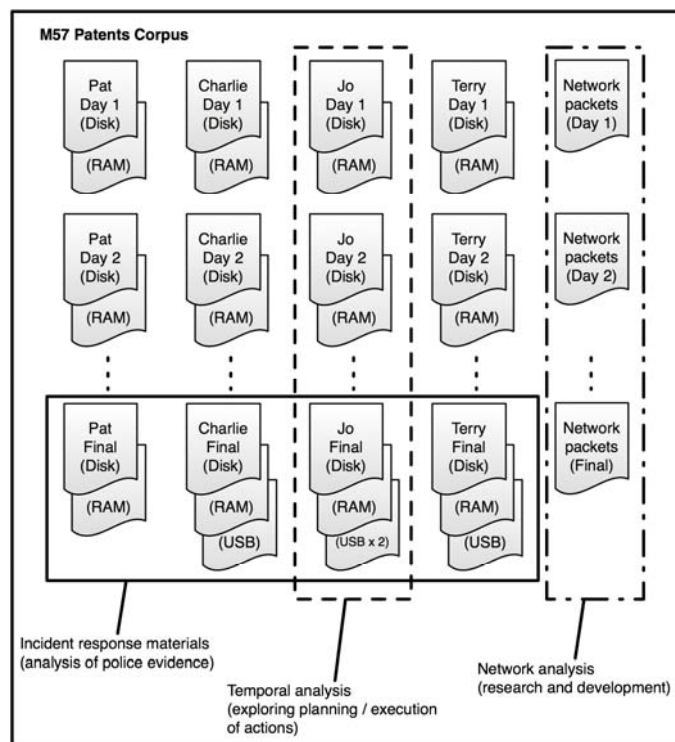 M57 Patents Corpus
Pat
Day 1
(Disk)
(RAM)
Charlie
Day 1
(Disk)
(RAM)
Jo
Day 1
(Disk)
(RAM)
Terry
Day 1
(Disk)
(RAM)
Network
packets
(Day 1)
Pat
Day 2
(Disk)
(RAM)
Charlie
Day 2
(Disk)
(RAM)
Jo
Day 2
(Disk)
(RAM)
Terry
Day 2
(Disk)
(RAM)
Network
packets
(Day 2)
Pat
Final
(Disk)
(RAM)
Charlie
Final
(Disk)
(RAM)
(USB)
Jo
Final
(Disk)
(RAM)
(USB x 2)
Terry
Final
(Disk)
(RAM)
(USB)
Network
packets
(Final)
Incident response materials
(analysis of police evidence)
Temporal analysis
(exploring planning / execution
of actions)
Network analysis
(research and development)